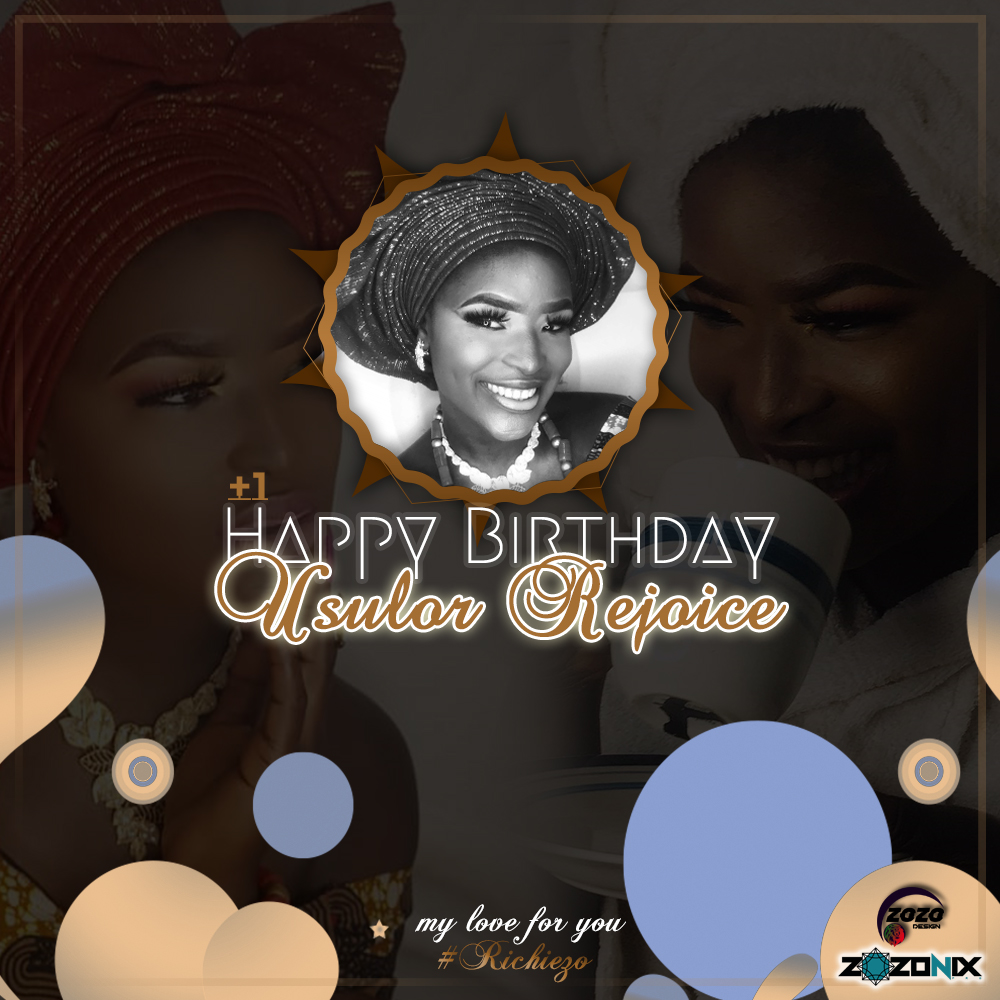 +1
Happy Birthday
Usulor Rejoice
my love for you
#Richiezo
ZOZO
DESIGN
ZOZONIX